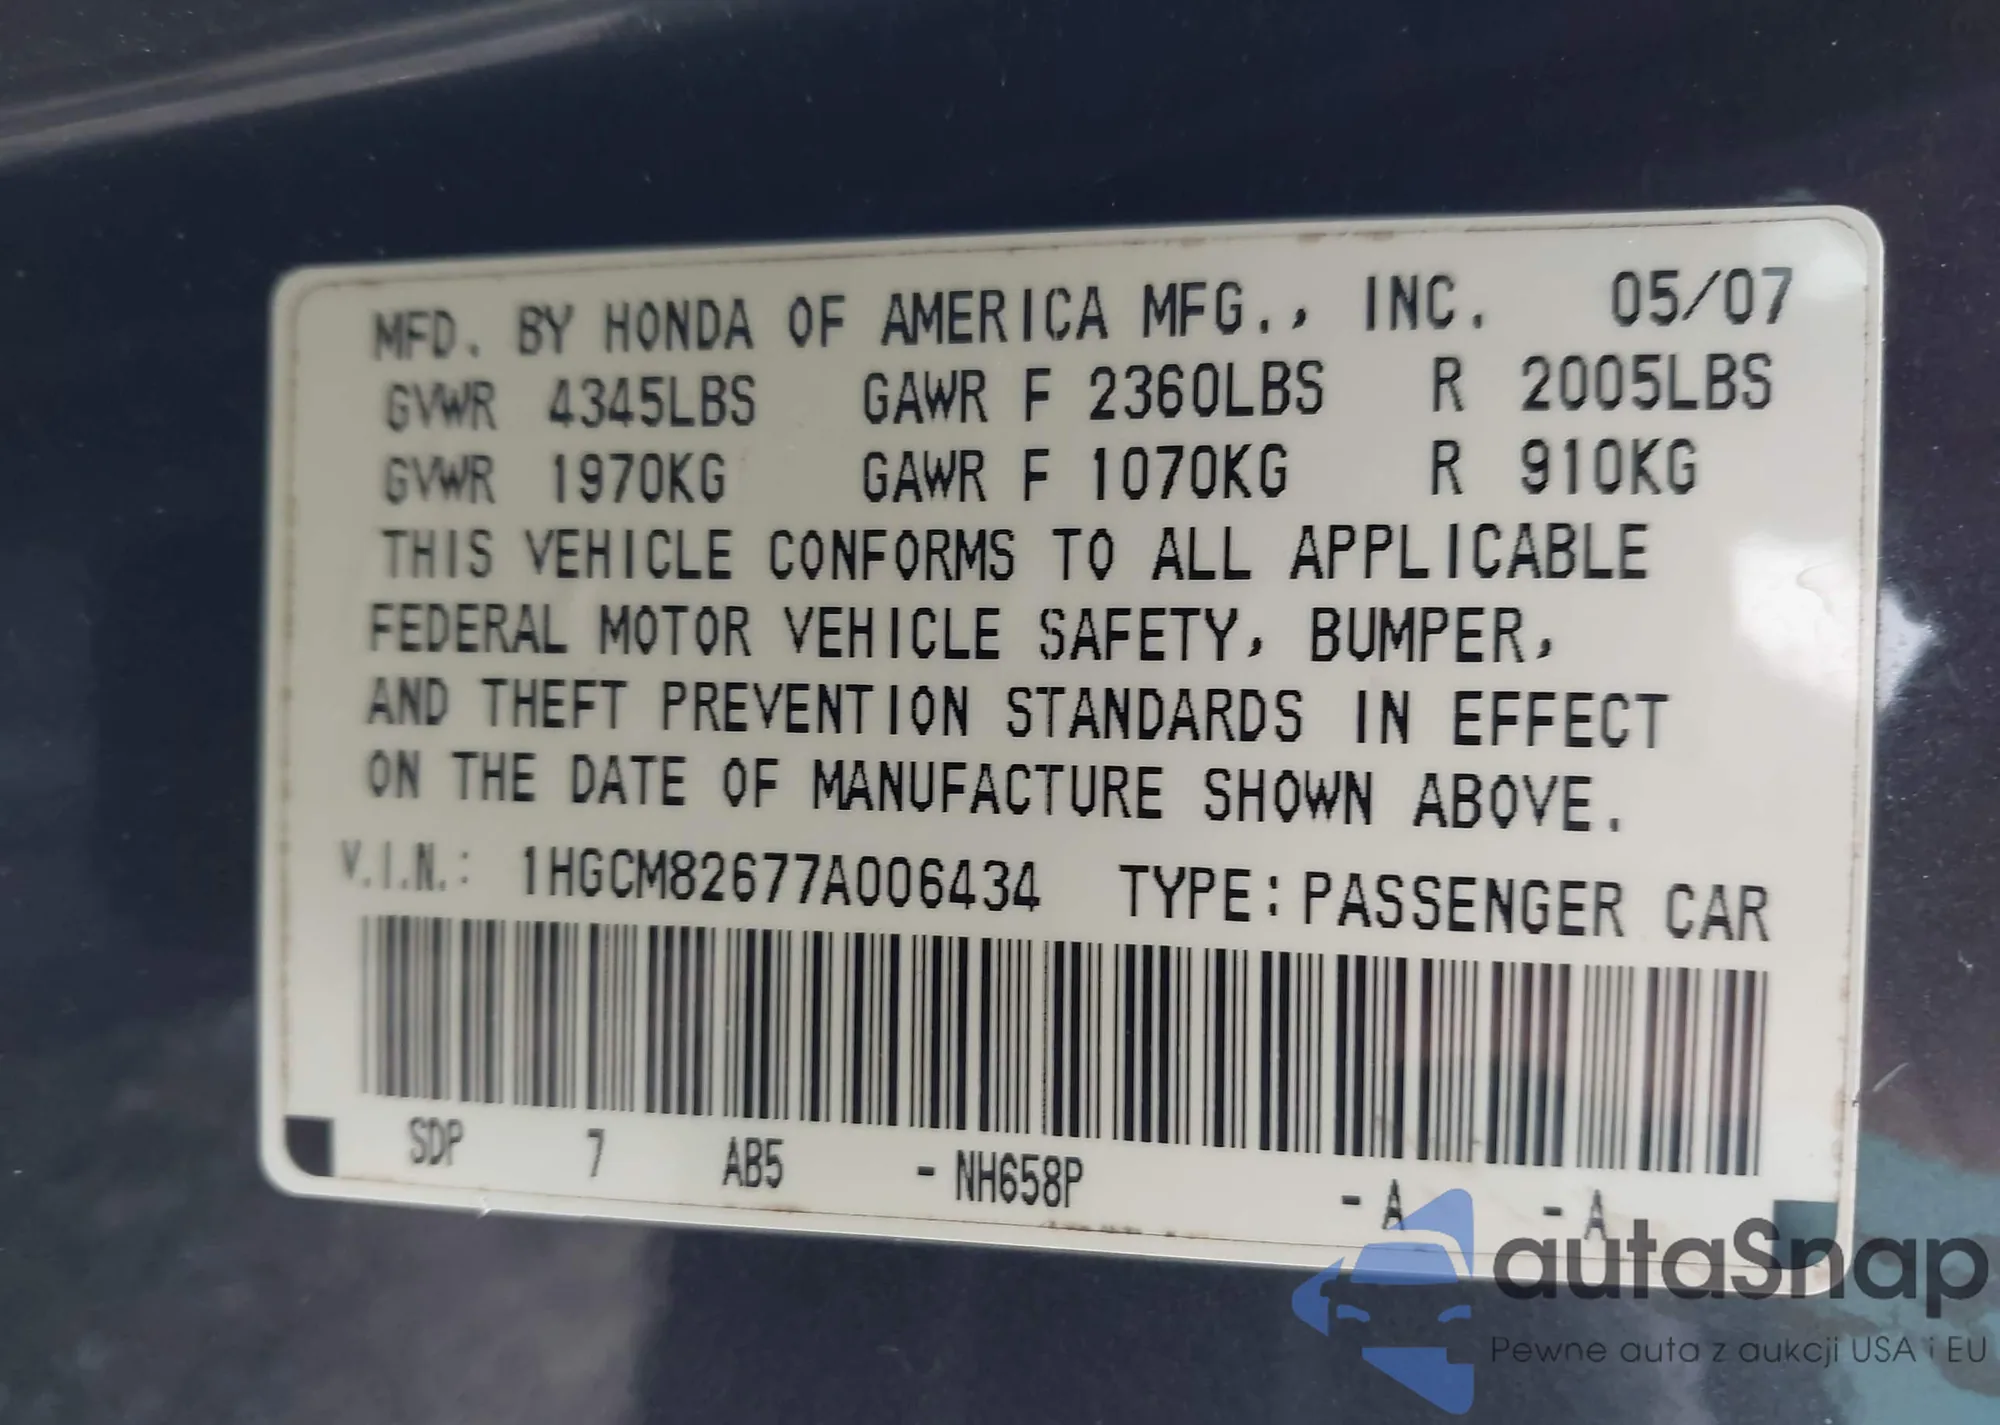 MFD. BY HONDA OF AMERICA MFG., INC. 05/07
GVWR 4345LBS GAWR F 2360LBS R 2005LBS
GVWR 1970KG GAWR F 1070KG R 910KG
THIS VEHICLE CONFORMS TO ALL APPLICABLE
FEDERAL MOTOR VEHICLE SAFETY, BUMPER,
AND THEFT PREVENTION STANDARDS IN EFFECT
ON THE DATE OF MANUFACTURE SHOWN ABOVE.
V.I.N.: 1HGCM82677A006434 TYPE: PASSENGER CAR
SDP 7 AB5 - NH658P - A - A
autaSnap
Pewne auta z aukcji USA i EU